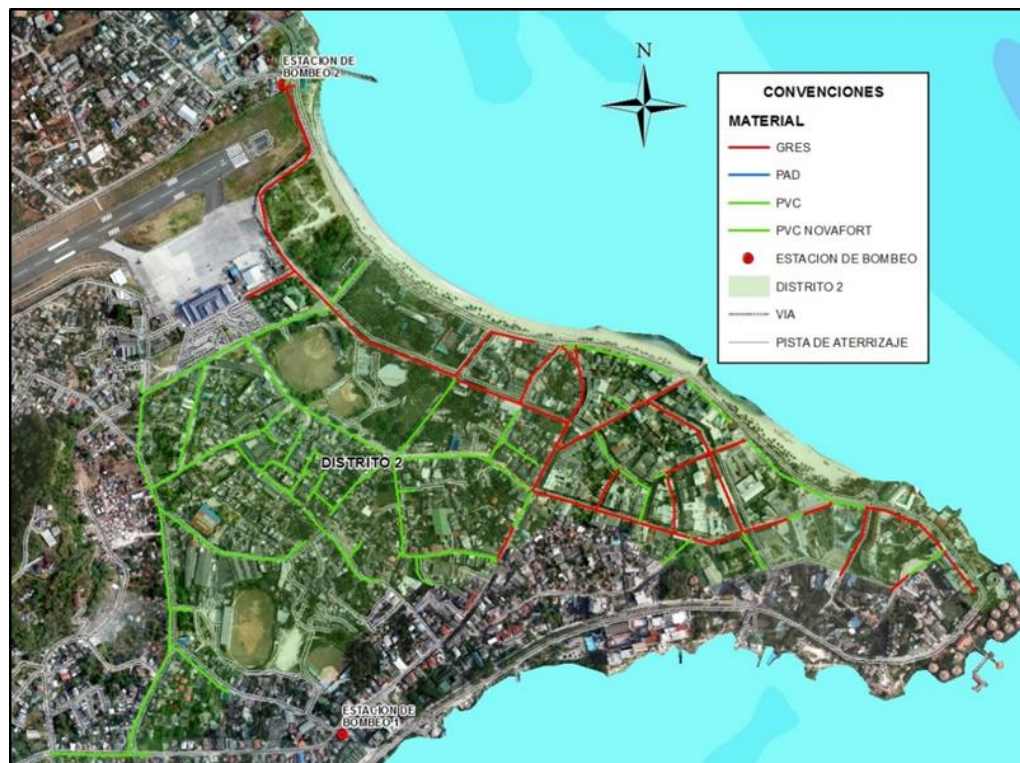 ESTACION DE
BOMBEO 2
N
CONVENCIONES
MATERIAL
GRES
PAD
PVC
PVC NOVAFORT
ESTACION DE BOMBEO
DISTRITO 2
VIA
PISTA DE ATERRIZAJE
DISTRITO 2
ESTACION DE
BOMBEO 1